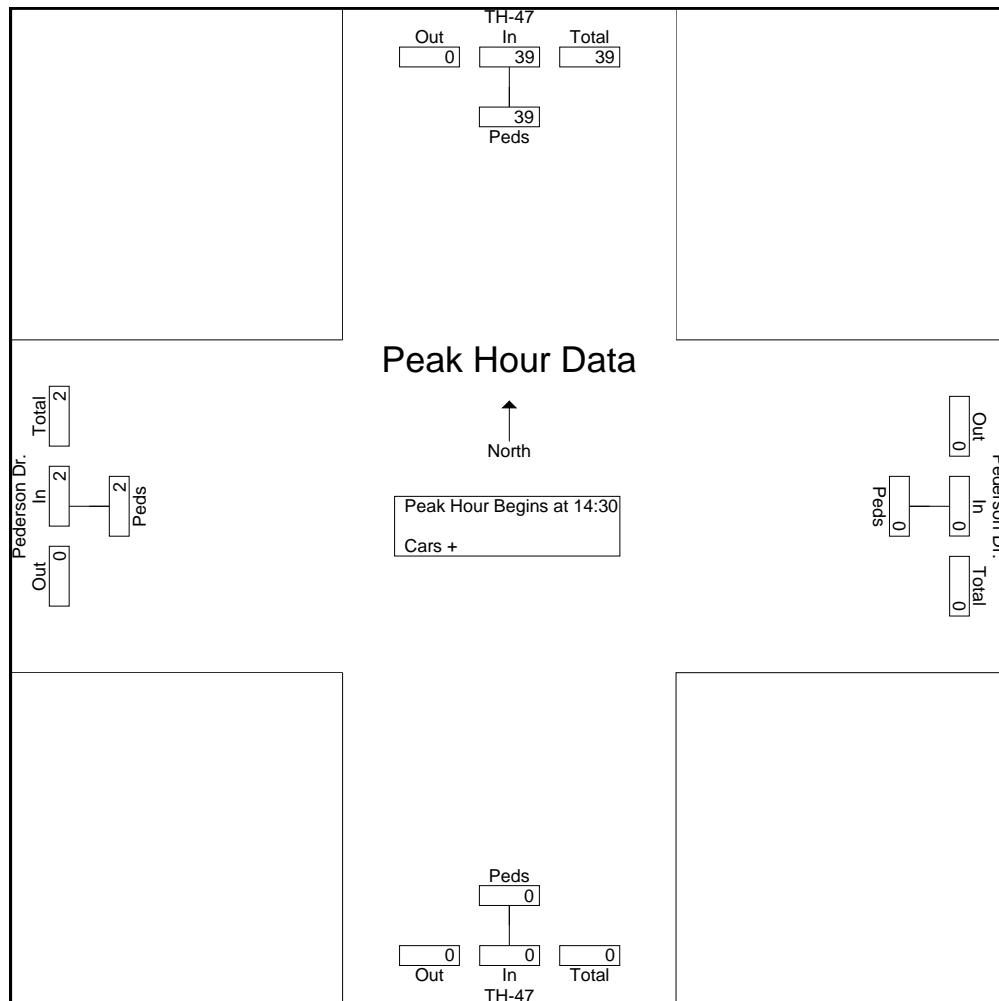 TH-47
Out In Total
0 39 39
39
Peds
Peak Hour Data
North
Peak Hour Begins at 14:30
Cars +
Pederson Dr.
Out In Total
0 2 2
2
Peds
Pederson Dr.
Out In Total
0 0 0
0
Peds
Peds
0
0 0 0
Out In Total
TH-47